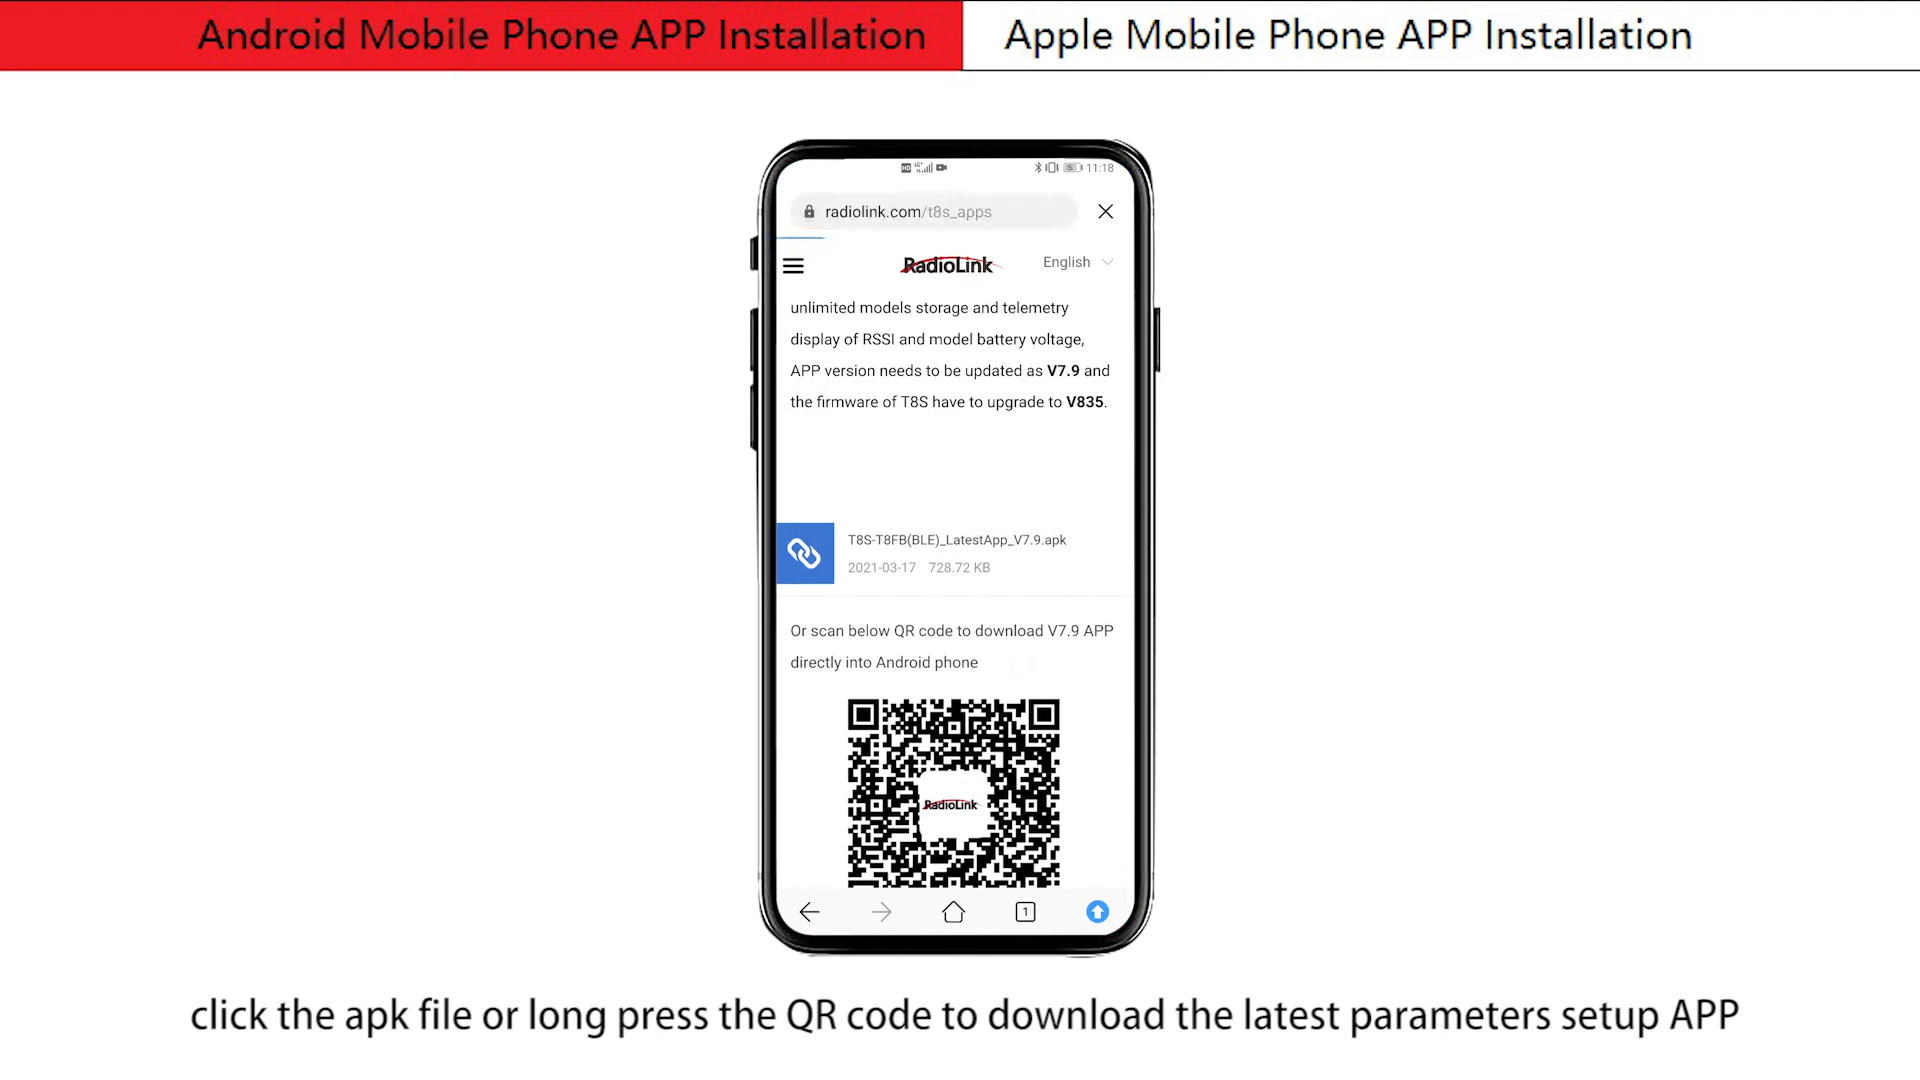 Android Mobile Phone APP Installation
Apple Mobile Phone APP Installation
11:18
radiolink.com/t8s_apps
RadioLink
English
unlimited models storage and telemetry
display of RSSI and model battery voltage,
APP version needs to be updated as V7.9 and
the firmware of T8S have to upgrade to V835.
T8S-T8FB(BLE)_LatestApp_V7.9.apk
2021-03-17 728.72 KB
Or scan below QR code to download V7.9 APP
directly into Android phone
RadioLink
1
click the apk file or long press the QR code to download the latest parameters setup APP